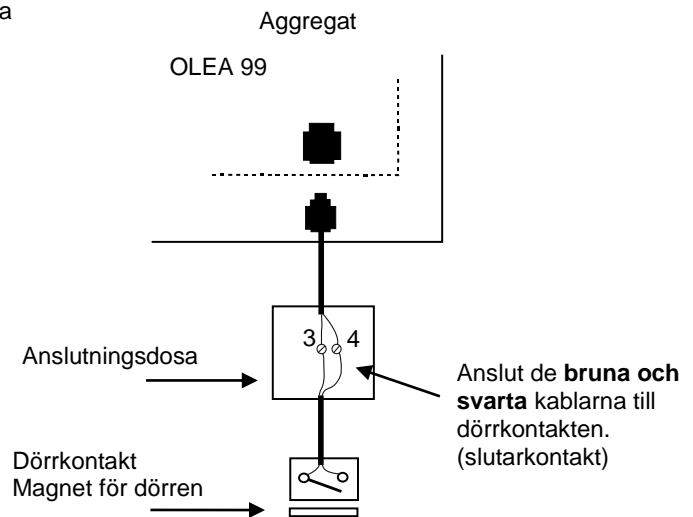 a
Aggregat
OLEA 99
3 4
Anslutningsdosa
Anslut de bruna och
svarta kablarna till
dörrkontakten.
(slutarkontakt)
Dörrkontakt
Magnet för dörren